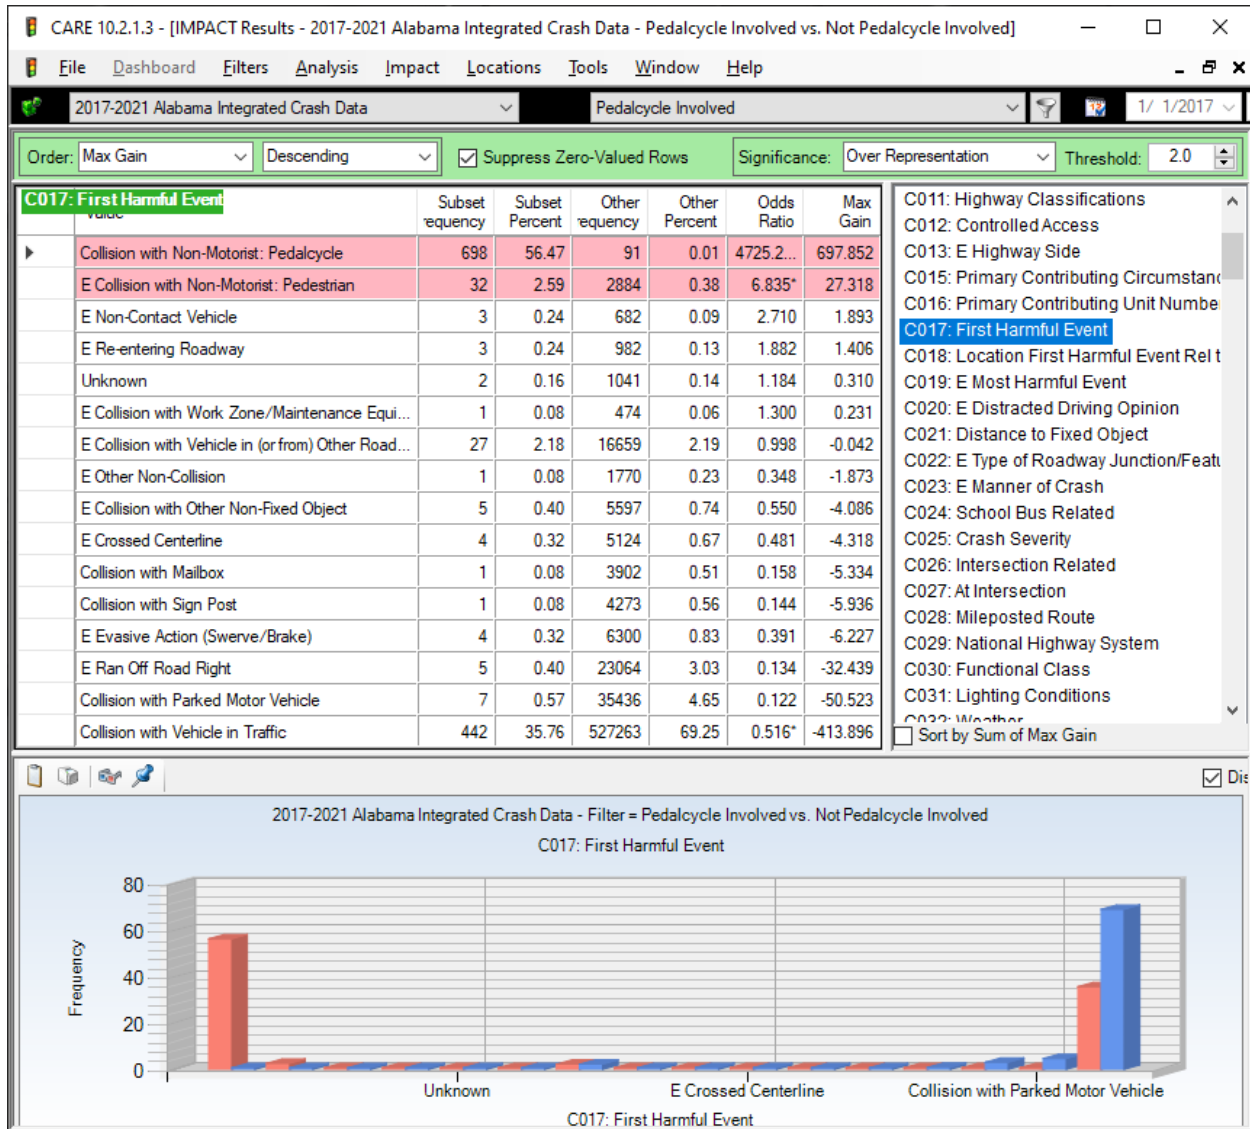 CARE 10.2.1.3 - [IMPACT Results - 2017-2021 Alabama Integrated Crash Data - Pedalcycle Involved vs. Not Pedalcycle Involved]
File Dashboard Filters Analysis Impact Locations Tools Window Help
2017-2021 Alabama Integrated Crash Data Pedalcycle Involved 1/ 1/2017
Order: Max Gain Descending Suppress Zero-Valued Rows Significance: Over Representation Threshold: 2.0
C017: First Harmful Event
Subset Subset Other Other Odds Max
requency Percent requency Percent Ratio Gain
Collision with Non-Motorist: Pedalcycle 698 56.47 91 0.01 4725.2... 697.852
E Collision with Non-Motorist: Pedestrian 32 2.59 2884 0.38 6.835* 27.318
E Non-Contact Vehicle 3 0.24 682 0.09 2.710 1.893
E Re-entering Roadway 3 0.24 982 0.13 1.882 1.406
Unknown 2 0.16 1041 0.14 1.184 0.310
E Collision with Work Zone/Maintenance Equi... 1 0.08 474 0.06 1.300 0.231
E Collision with Vehicle in (or from) Other Road... 27 2.18 16659 2.19 0.998 -0.042
E Other Non-Collision 1 0.08 1770 0.23 0.348 -1.873
E Collision with Other Non-Fixed Object 5 0.40 5597 0.74 0.550 -4.086
E Crossed Centerline 4 0.32 5124 0.67 0.481 -4.318
Collision with Mailbox 1 0.08 3902 0.51 0.158 -5.334
Collision with Sign Post 1 0.08 4273 0.56 0.144 -5.936
E Evasive Action (Swerve/Brake) 4 0.32 6300 0.83 0.391 -6.227
E Ran Off Road Right 5 0.40 23064 3.03 0.134 -32.439
Collision with Parked Motor Vehicle 7 0.57 35436 4.65 0.122 -50.523
Collision with Vehicle in Traffic 442 35.76 527263 69.25 0.516* -413.896
C011: Highway Classifications
C012: Controlled Access
C013: E Highway Side
C015: Primary Contributing Circumstanc
C016: Primary Contributing Unit Numbe
C017: First Harmful Event
C018: Location First Harmful Event Rel t
C019: E Most Harmful Event
C020: E Distracted Driving Opinion
C021: Distance to Fixed Object
C022: E Type of Roadway Junction/Featu
C023: E Manner of Crash
C024: School Bus Related
C025: Crash Severity
C026: Intersection Related
C027: At Intersection
C028: Mileposted Route
C029: National Highway System
C030: Functional Class
C031: Lighting Conditions
C032: Weather
Sort by Sum of Max Gain
Dis
2017-2021 Alabama Integrated Crash Data - Filter = Pedalcycle Involved vs. Not Pedalcycle Involved
C017: First Harmful Event
Frequency
80
60
40
20
0
Unknown E Crossed Centerline Collision with Parked Motor Vehicle
C017: First Harmful Event